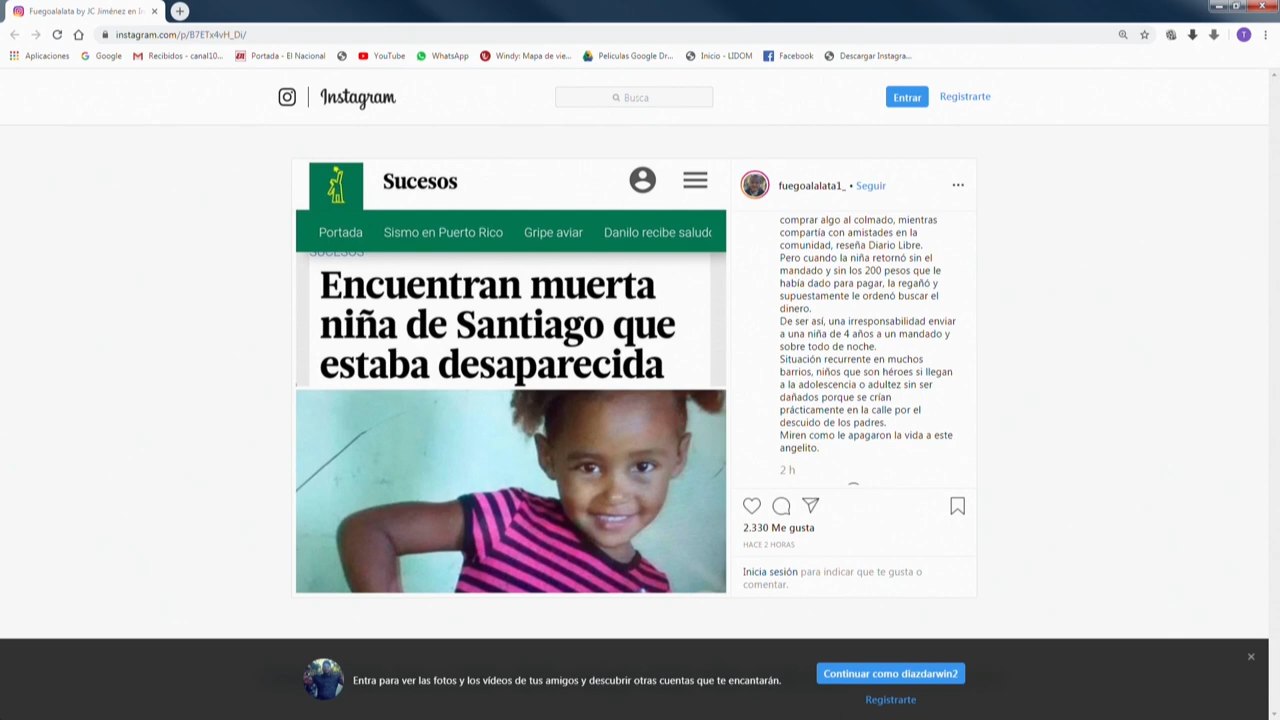 Fuegoalalata by JC Jiménez en I
instagram.com/p/B7ETx4vH_Di/
T
Aplicaciones
Google
Recibidos - canal10...
Portada - El Nacional
YouTube
WhatsApp
Windy: Mapa de vie...
Peliculas Google Dr...
Inicio - LIDOM
Facebook
Descargar Instagra...
Instagram
Busca
Entrar
Registrarte
Sucesos
Portada
Sismo en Puerto Rico
Gripe aviar
Danilo recibe saludo
SUCESOS
Encuentran muerta
niña de Santiago que
estaba desaparecida
fuegoalalata1_ • Seguir
comprar algo al colmado, mientras
compartía con amistades en la
comunidad, reseña Diario Libre.
Pero cuando la niña retornó sin el
mandado y sin los 200 pesos que le
había dado para pagar, la regañó y
supuestamente le ordenó buscar el
dinero.
De ser así, una irresponsabilidad enviar
a una niña de 4 años a un mandado y
sobre todo de noche.
Situación recurrente en muchos
barrios, niños que son héroes si llegan
a la adolescencia o adultez sin ser
dañados porque se crían
prácticamente en la calle por el
descuido de los padres.
Miren como le apagaron la vida a este
angelito.
2 h
2.330 Me gusta
HACE 2 HORAS
Inicia sesión para indicar que te gusta o
comentar.
Entra para ver las fotos y los vídeos de tus amigos y descubrir otras cuentas que te encantarán.
Continuar como diazdarwin2
Registrarte